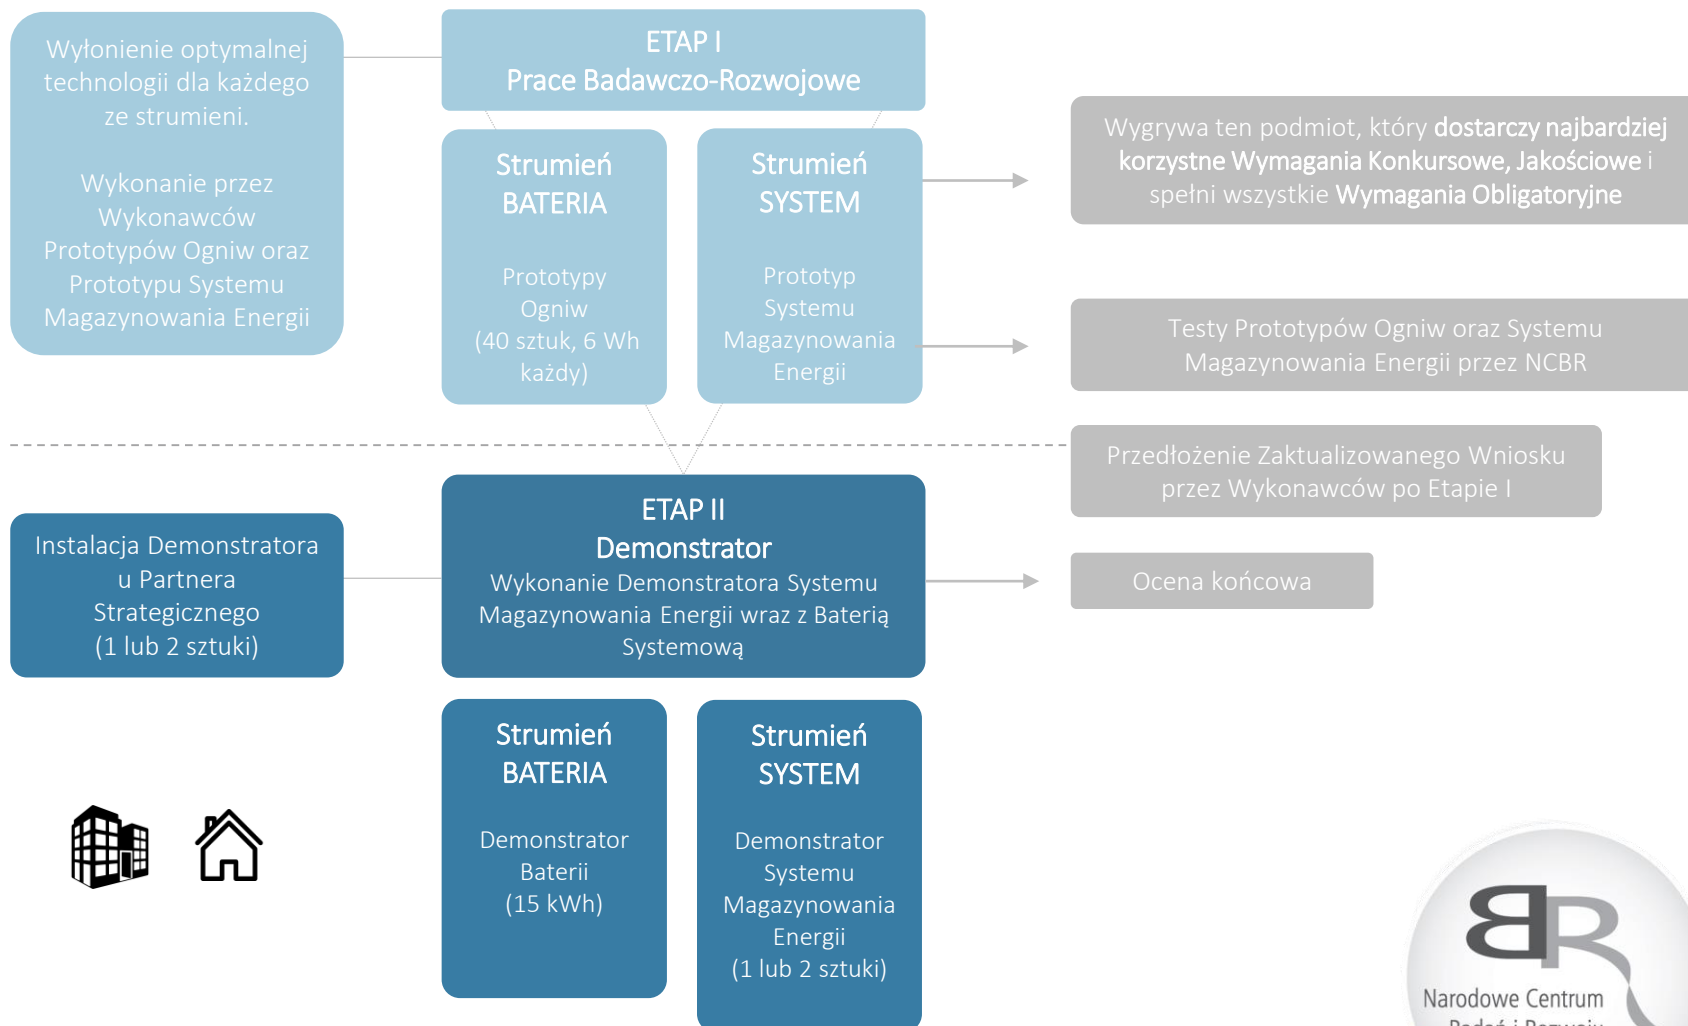 Wyłonienie optymalnej
technologii dla każdego
ze strumieni.
Wykonanie przez
Wykonawców
Prototypów Ogniw oraz
Prototypu Systemu
Magazynowania Energii
ETAP I
Prace Badawczo-Rozwojowe
Strumień
BATERIA
Prototypy
Ogniw
(40 sztuk, 6 Wh
każdy)
Strumień
SYSTEM
Prototyp
Systemu
Magazynowania
Energii
Wygrywa ten podmiot, który dostarczy najbardziej
korzystne Wymagania Konkursowe, Jakościowe i
spełni wszystkie Wymagania Obligatoryjne
Testy Prototypów Ogniw oraz Systemu
Magazynowania Energii przez NCBR
Przedłożenie Zaktualizowanego Wniosku
przez Wykonawców po Etapie I
Instalacja Demonstratora
u Partnera
Strategicznego
(1 lub 2 sztuki)
ETAP II
Demonstrator
Wykonanie Demonstratora Systemu
Magazynowania Energii wraz z Baterią
Systemową
Ocena końcowa
Strumień
BATERIA
Demonstrator
Baterii
(15 kWh)
Strumień
SYSTEM
Demonstrator
Systemu
Magazynowania
Energii
(1 lub 2 sztuki)
BR
Narodowe Centrum
Badań i Rozwoju